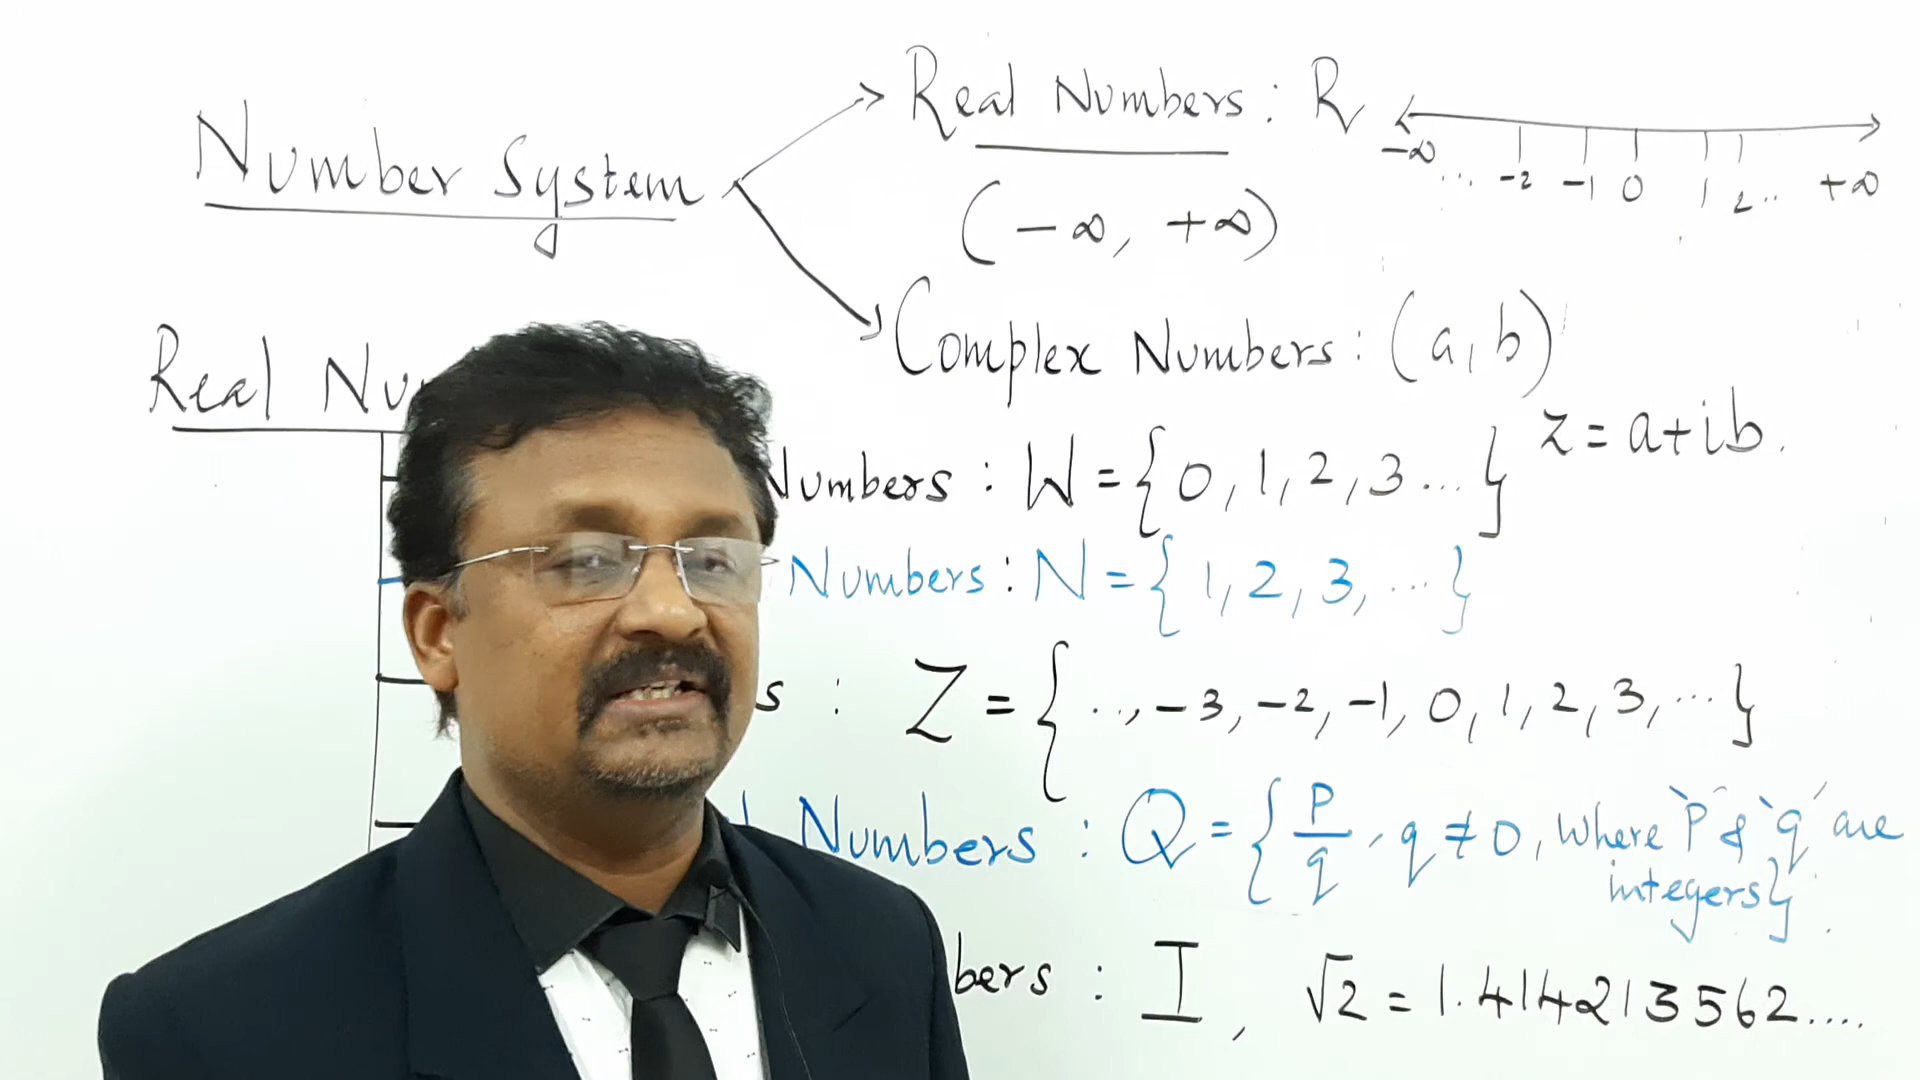 Number System
Real Numbers : R
-∞ ... -2 -1 0 1 2.. +∞
(-∞, +∞)
Complex Numbers : (a, b)
z = a+ib.
Real Nu
Numbers : W = {0, 1, 2, 3... }
Numbers : N = {1, 2, 3, ... }
s : Z = {..., -3, -2, -1, 0, 1, 2, 3, ... }
Numbers : Q = {p/q, q ≠ 0, where `p' & `q' are
integers}
bers : I, √2 = 1.414213562....